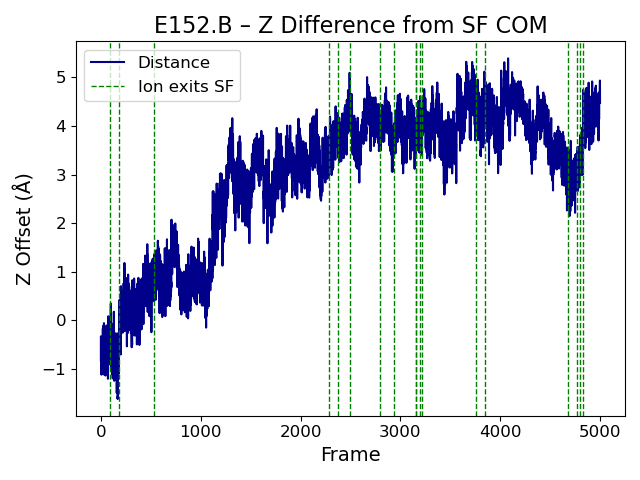 E152.B – Z Difference from SF COM
Distance
Ion exits SF
Z Offset (Å)
5
4
3
2
1
0
−1
0
1000
2000
3000
4000
5000
Frame